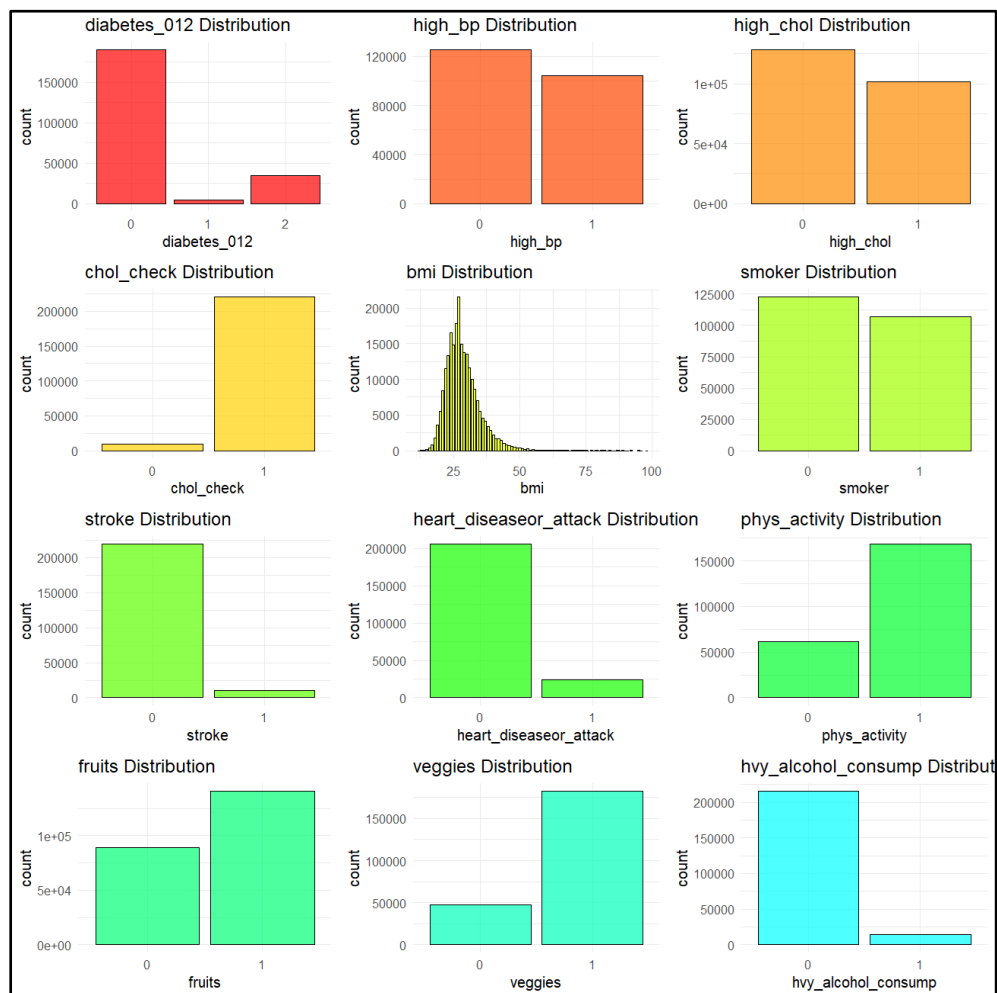 diabetes_012 Distribution
count
150000
100000
50000
0
0 1 2
diabetes_012
high_bp Distribution
count
120000
80000
40000
0
0 1
high_bp
high_chol Distribution
count
1e+05
5e+04
0e+00
0 1
high_chol
chol_check Distribution
count
200000
150000
100000
50000
0
0 1
chol_check
bmi Distribution
count
20000
15000
10000
5000
0
25 50 75 100
bmi
smoker Distribution
count
125000
100000
75000
50000
25000
0
0 1
smoker
stroke Distribution
count
200000
150000
100000
50000
0
0 1
stroke
heart_diseaseor_attack Distribution
count
200000
150000
100000
50000
0
0 1
heart_diseaseor_attack
phys_activity Distribution
count
150000
100000
50000
0
0 1
phys_activity
fruits Distribution
count
1e+05
5e+04
0e+00
0 1
fruits
veggies Distribution
count
150000
100000
50000
0
0 1
veggies
hvy_alcohol_consump Distribut
count
200000
150000
100000
50000
0
0 1
hvy_alcohol_consump